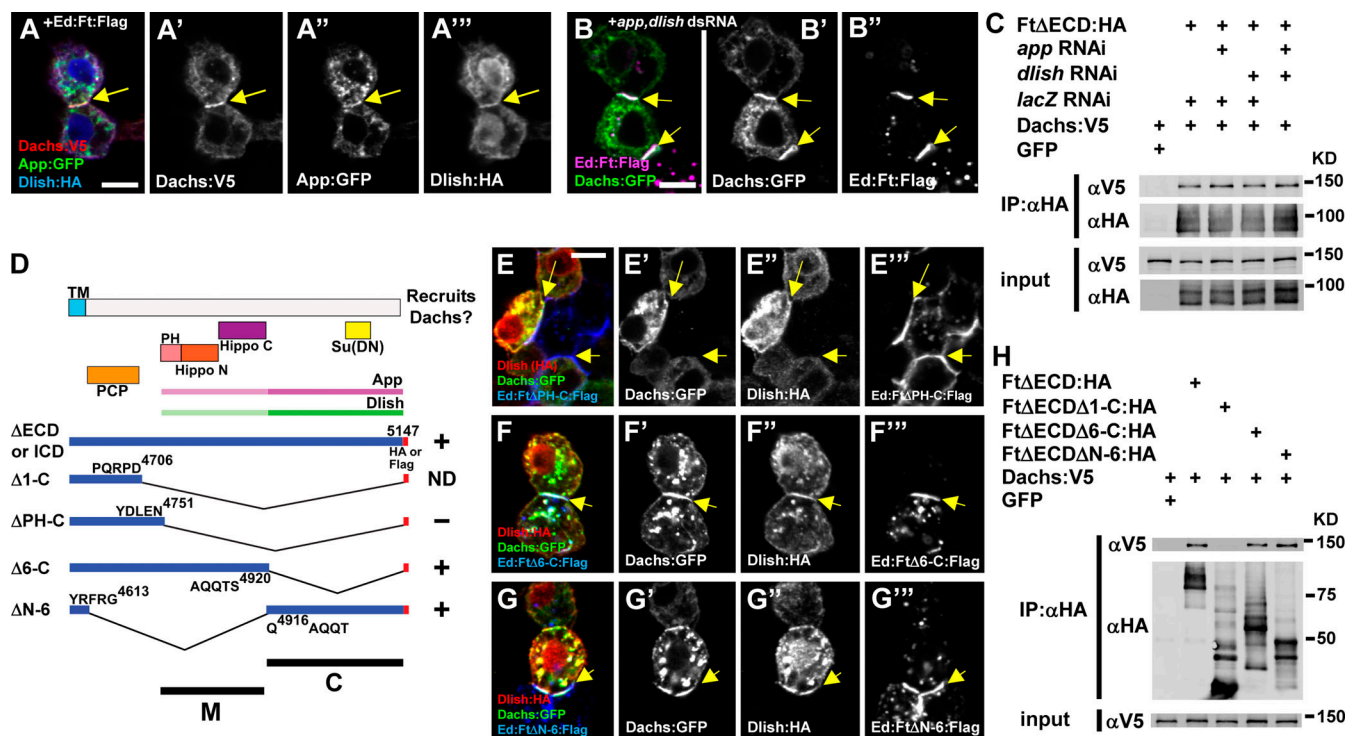 A
+Ed:Ft:Flag
Dachs:V5
App:GFP
Dlish:HA
A'
Dachs:V5
A''
App:GFP
A'''
Dlish:HA
B
+app,dlish dsRNA
Ed:Ft:Flag
Dachs:GFP
B'
Dachs:GFP
B''
Ed:Ft:Flag
C
FtΔECD:HA + + + +
app RNAi + +
dlish RNAi + +
lacZ RNAi + + +
Dachs:V5 + + + + +
GFP +
KD
IP:αHA
αV5 -150
αHA -100
input
αV5 -150
αHA -100
D
TM
Recruits Dachs?
PH
Hippo C
Su(DN)
Hippo N
PCP
App
Dlish
ΔECD or ICD 5147 HA or Flag +
Δ1-C PQRPD4706 ND
ΔPH-C YDLEN4751 −
Δ6-C AQQTS4920 +
ΔN-6 YRFRG4613 Q4916AQQT +
C
M
E
Dlish (HA)
Dachs:GFP
Ed:FtΔPH-C:Flag
E'
Dachs:GFP
E''
Dlish:HA
E'''
Ed:FtΔPH-C:Flag
F
Dlish:HA
Dachs:GFP
Ed:FtΔ6-C:Flag
F'
Dachs:GFP
F''
Dlish:HA
F'''
Ed:FtΔ6-C:Flag
G
Dlish:HA
Dachs:GFP
Ed:FtΔN-6:Flag
G'
Dachs:GFP
G''
Dlish:HA
G'''
Ed:FtΔN-6:Flag
H
FtΔECD:HA +
FtΔECDΔ1-C:HA +
FtΔECDΔ6-C:HA +
FtΔECDΔN-6:HA +
Dachs:V5 + + + + +
GFP +
KD
IP:αHA
αV5 -150
αHA
75
50
input αV5 -150